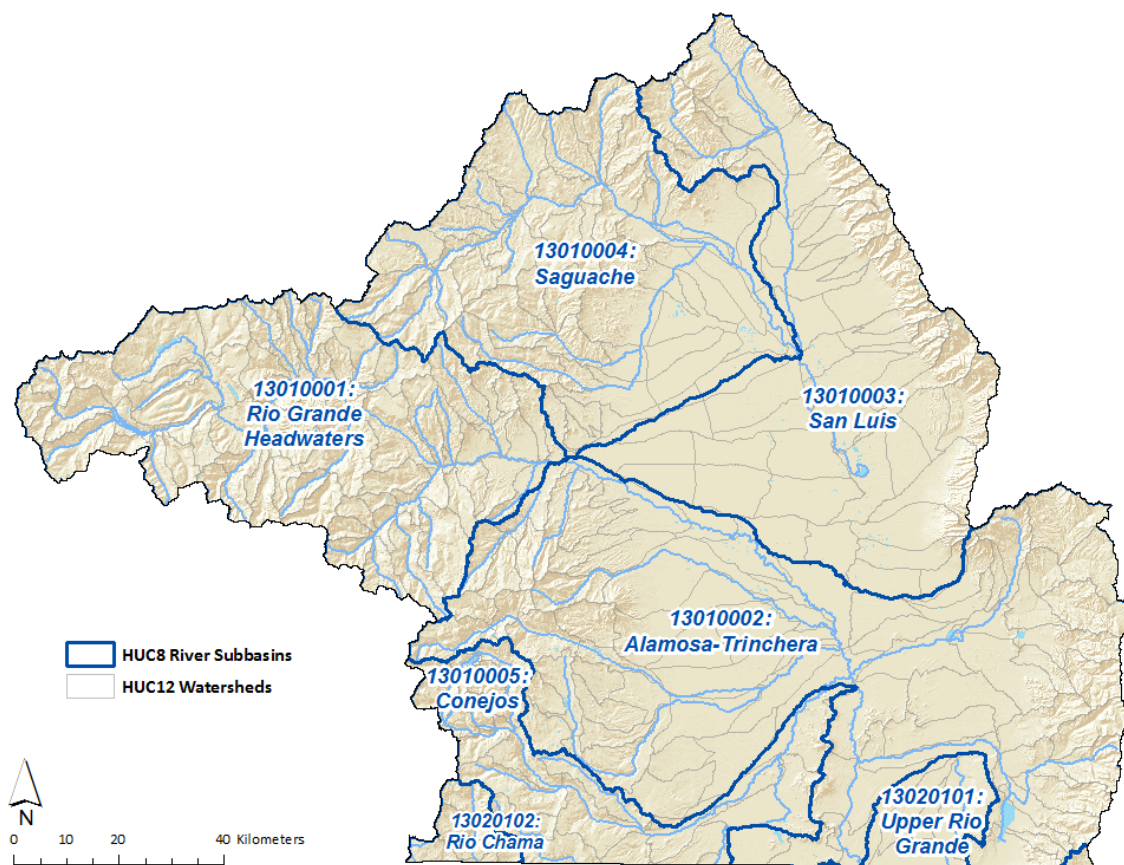 13010004:
Saguache
13010001:
Rio Grande
Headwaters
13010003:
San Luis
13010002:
Alamosa-Trinchera
HUC8 River Subbasins
HUC12 Watersheds
13010005:
Conejos
13020102:
Rio Chama
13020101:
Upper Rio
Grande
N
0 10 20 40 Kilometers